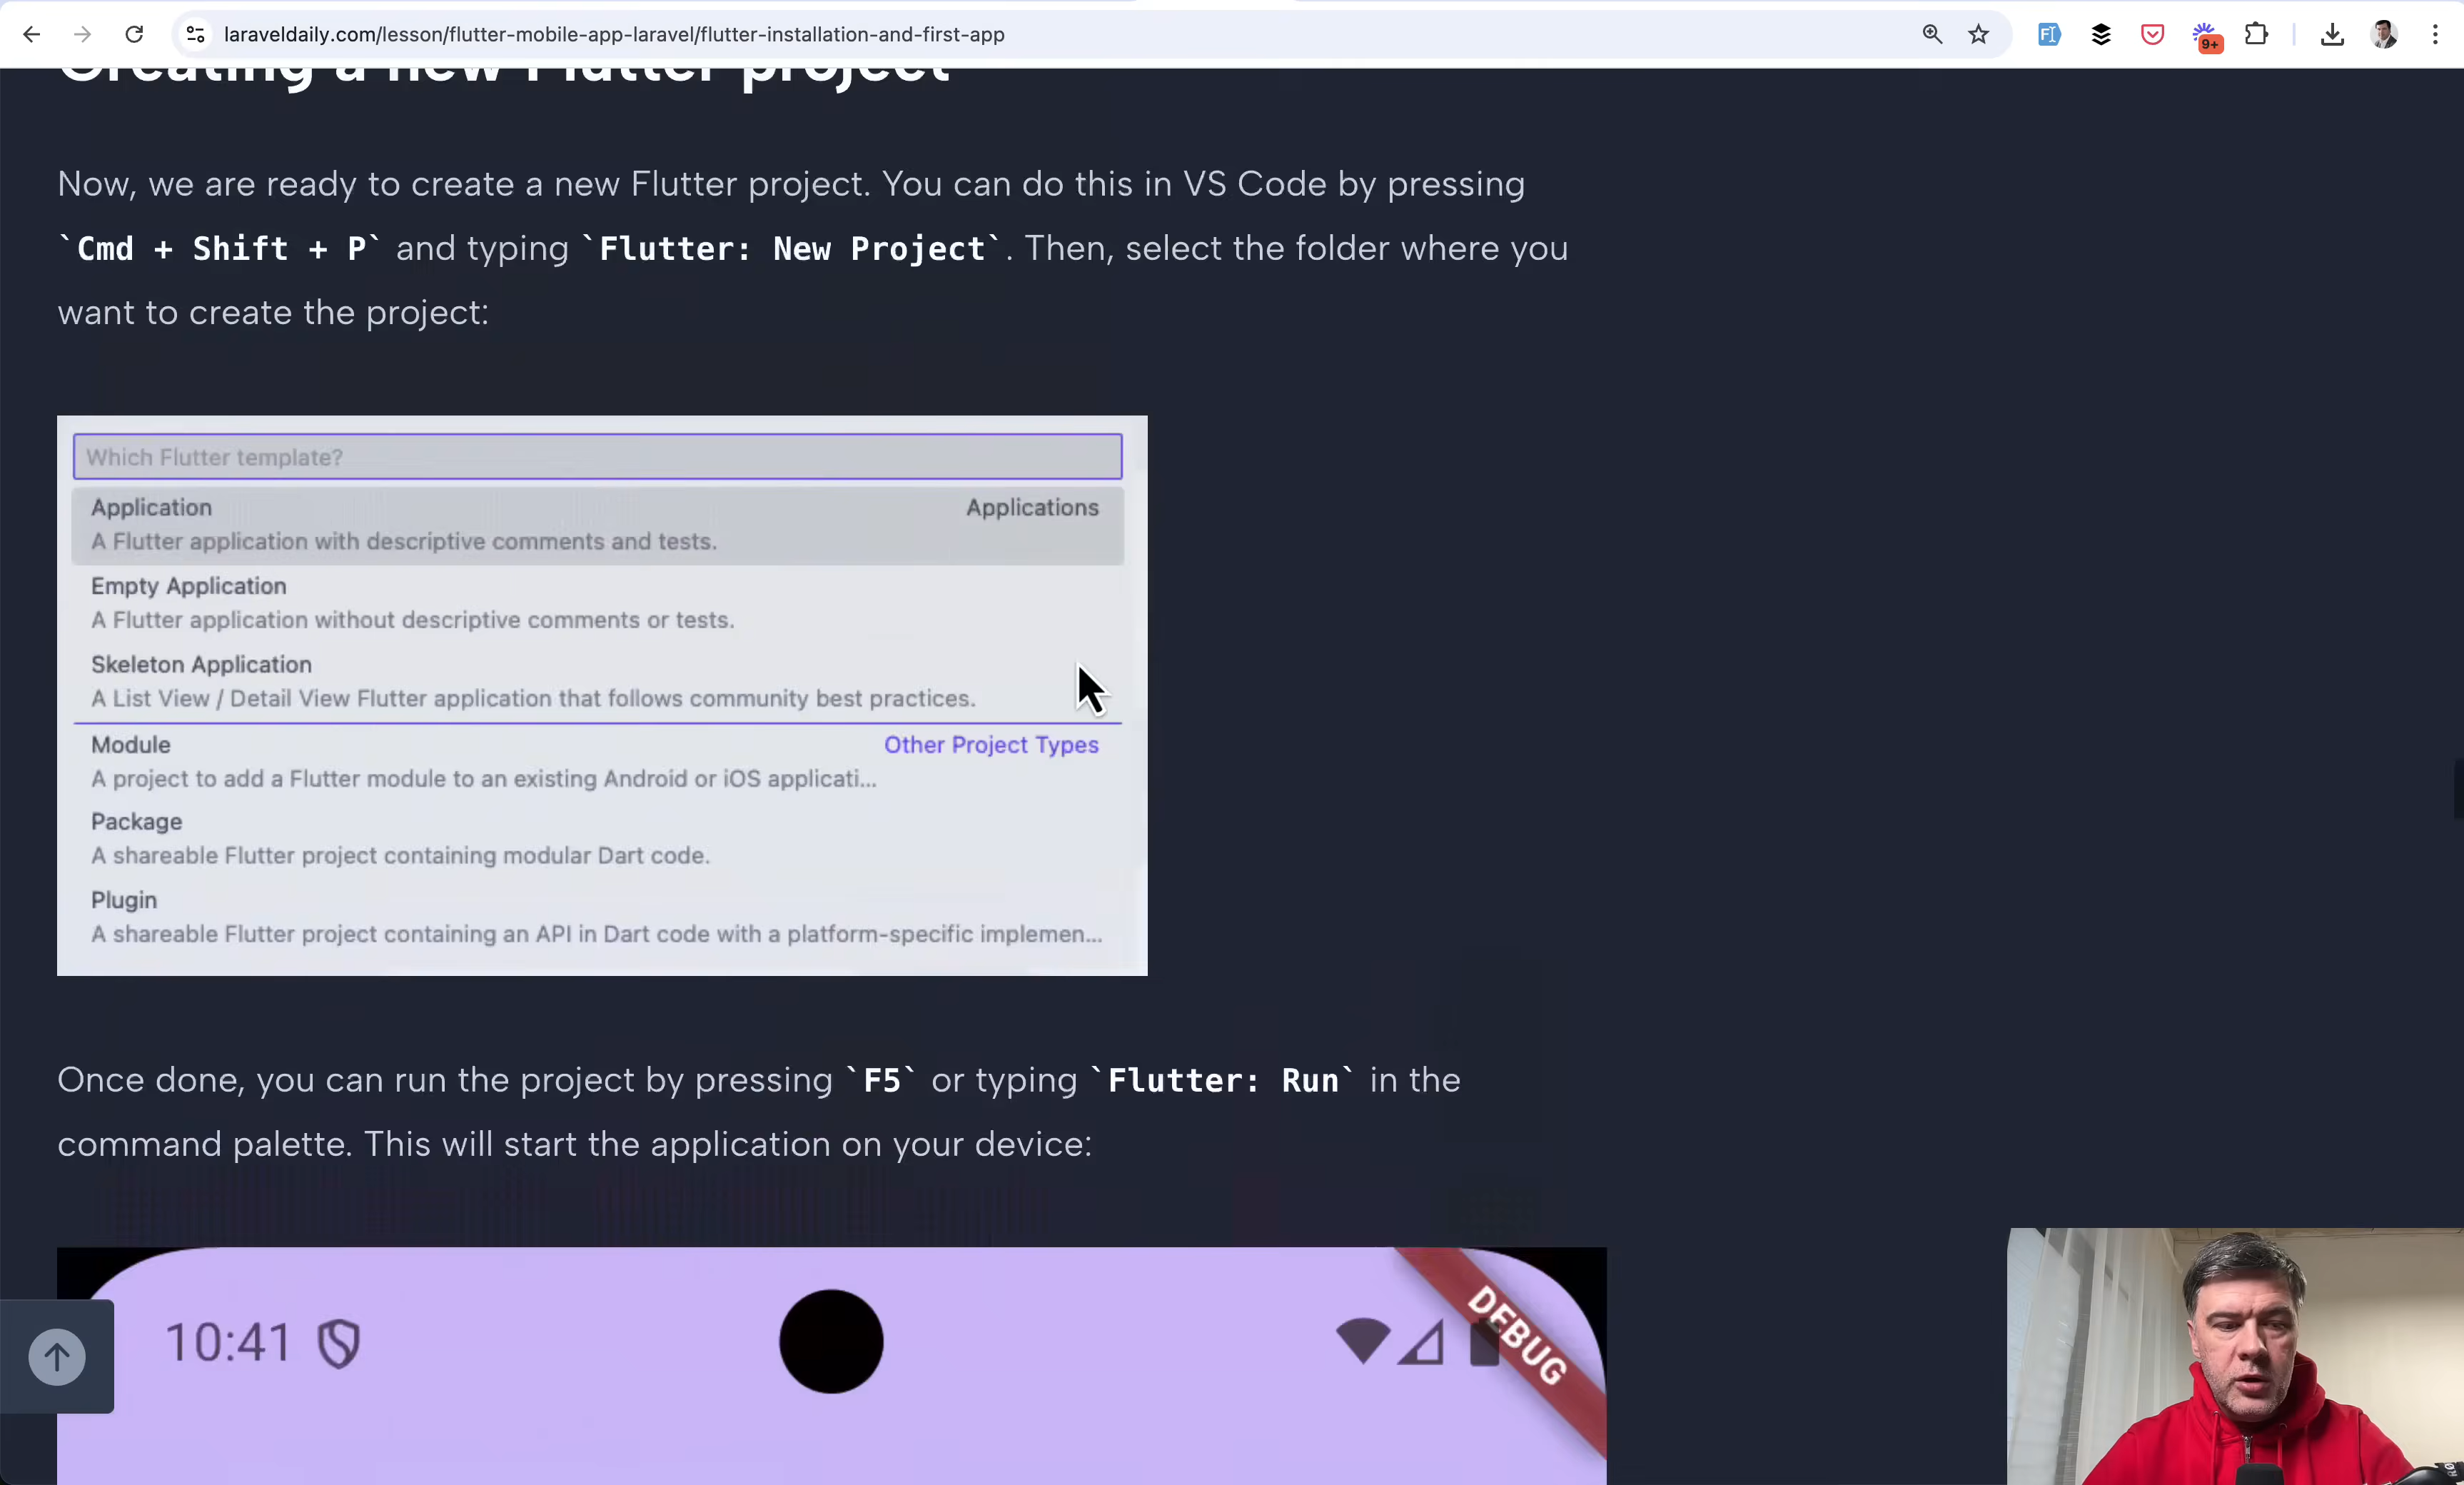 laraveldaily.com/lesson/flutter-mobile-app-laravel/flutter-installation-and-first-app
9+
Creating a new Flutter project
Now, we are ready to create a new Flutter project. You can do this in VS Code by pressing
`Cmd + Shift + P` and typing `Flutter: New Project`. Then, select the folder where you
want to create the project:
Which Flutter template?
Application Applications
A Flutter application with descriptive comments and tests.
Empty Application
A Flutter application without descriptive comments or tests.
Skeleton Application
A List View / Detail View Flutter application that follows community best practices.
Module Other Project Types
A project to add a Flutter module to an existing Android or iOS applicati...
Package
A shareable Flutter project containing modular Dart code.
Plugin
A shareable Flutter project containing an API in Dart code with a platform-specific implemen...
Once done, you can run the project by pressing `F5` or typing `Flutter: Run` in the
command palette. This will start the application on your device:
10:41
DEBUG